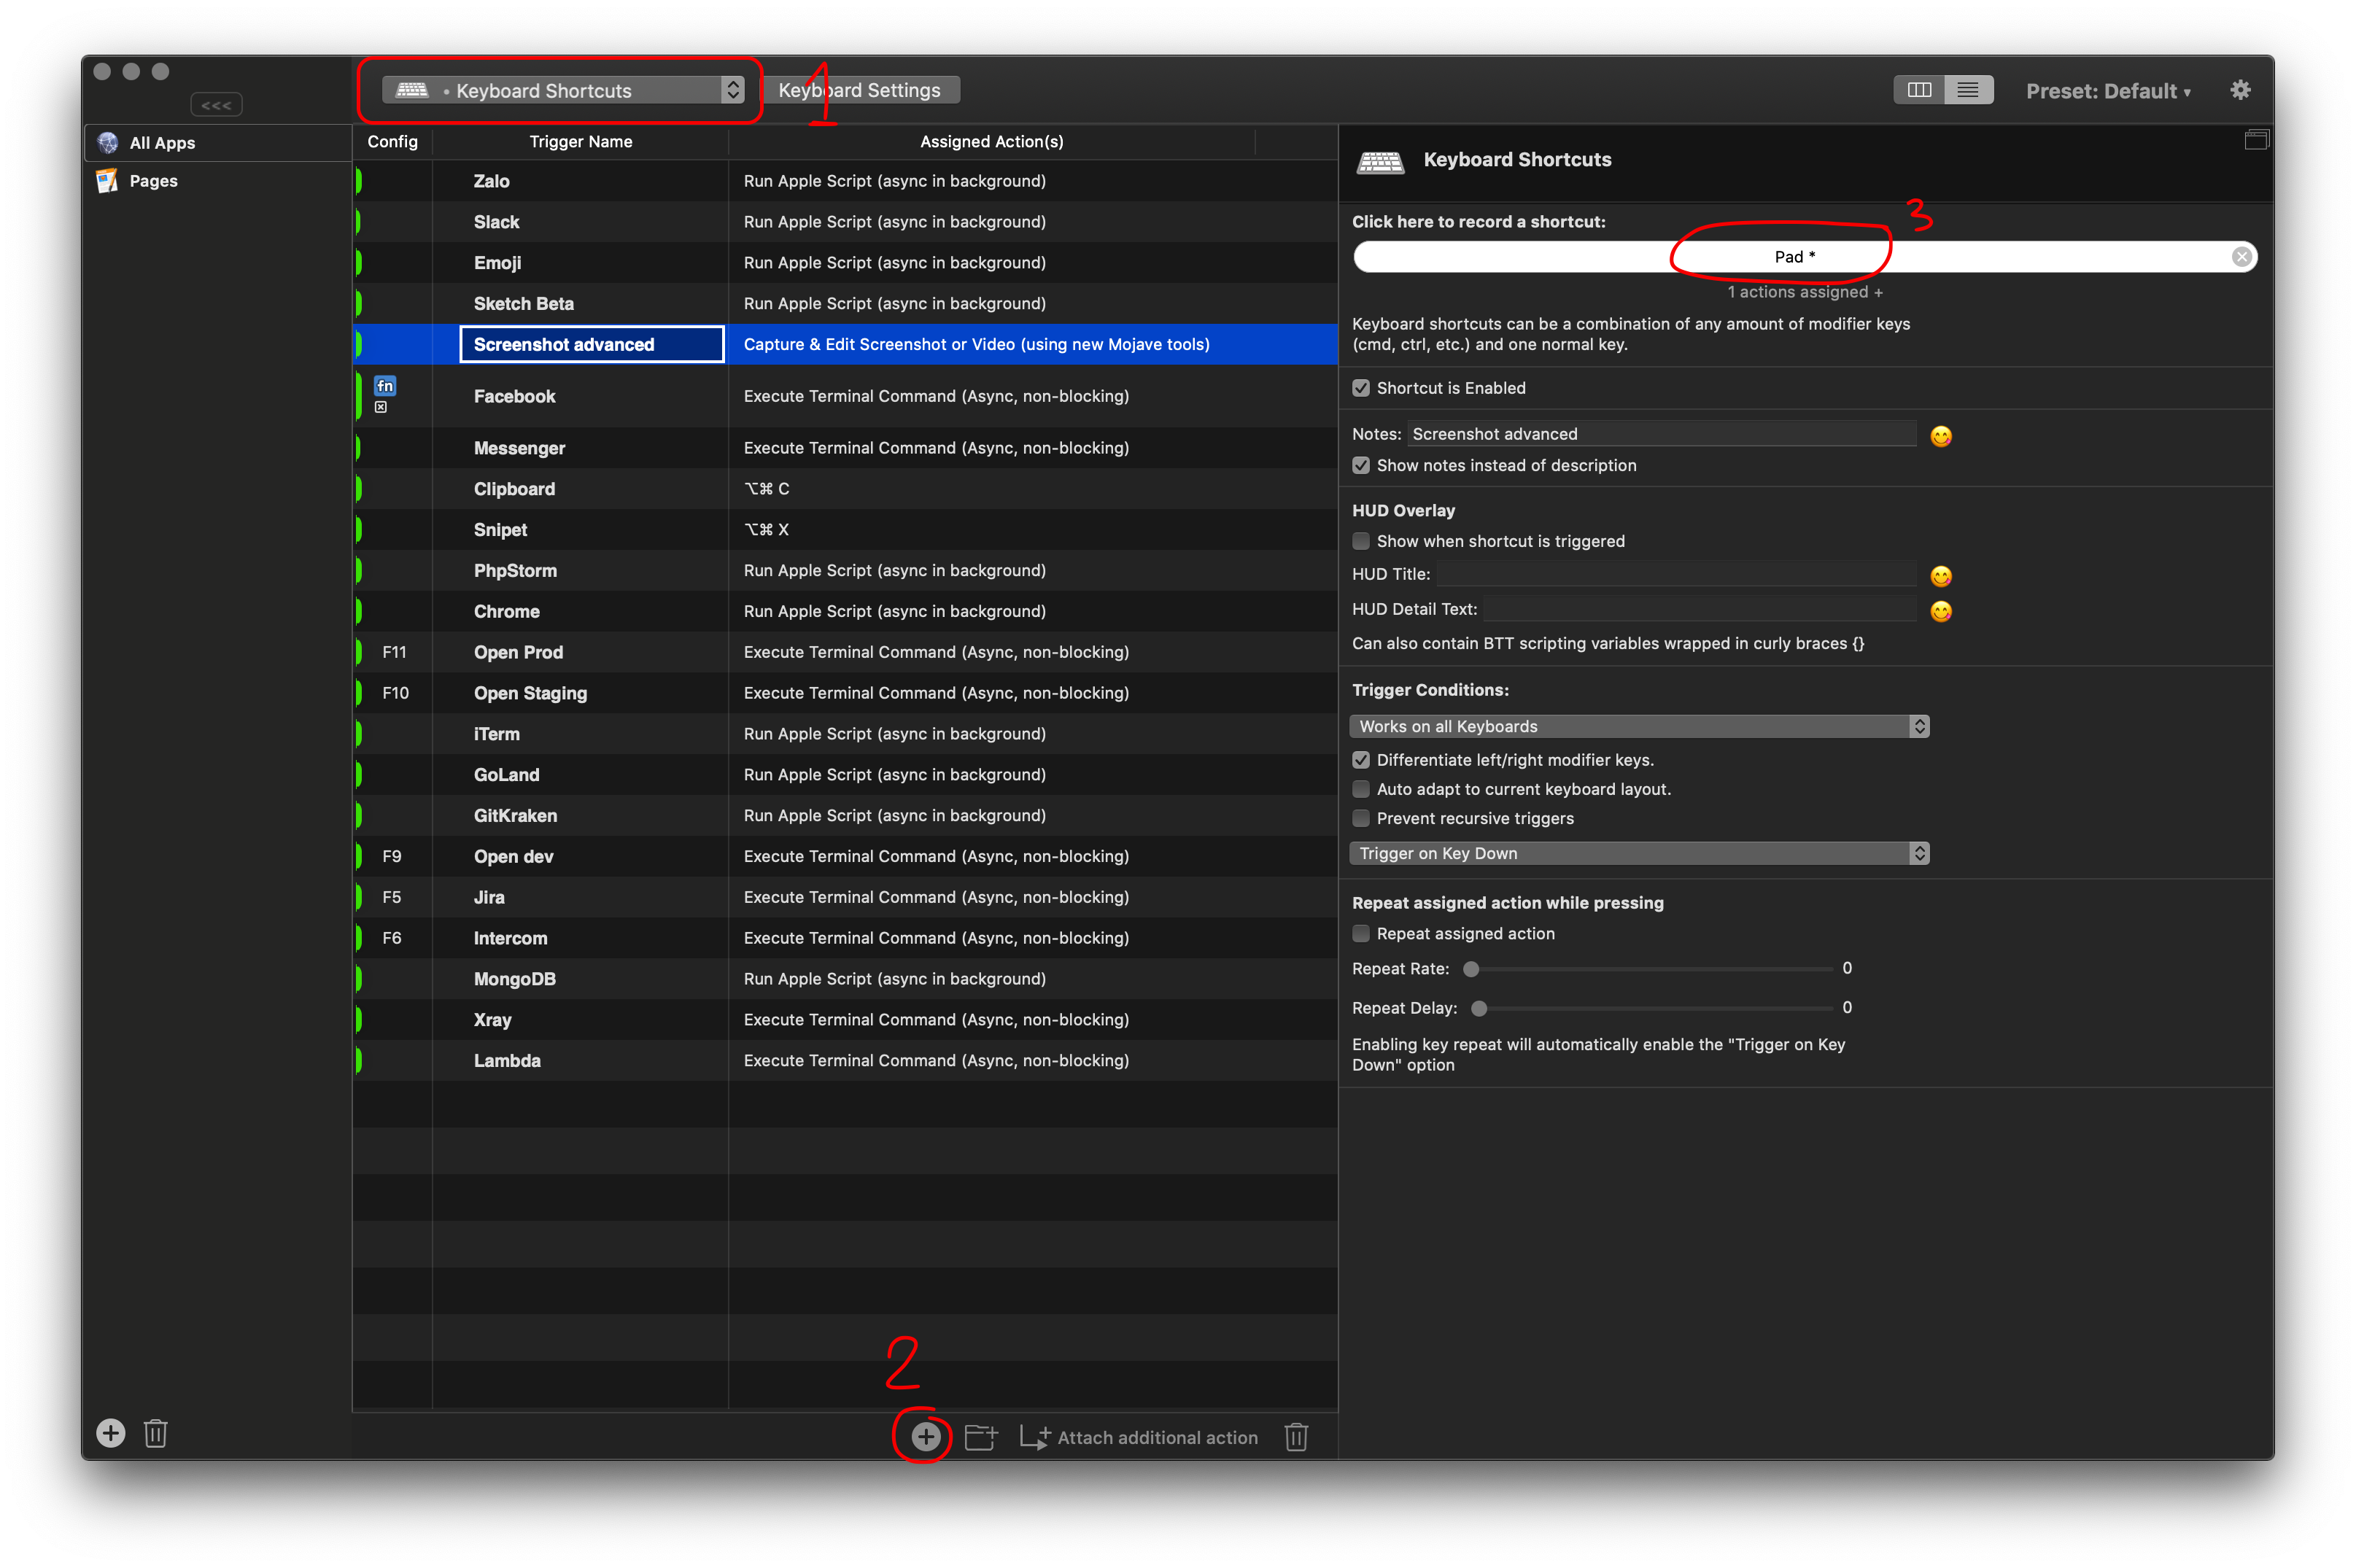 <<<
Keyboard Shortcuts
1
Keyboard Settings
Preset: Default
All Apps
Pages
Config Trigger Name Assigned Action(s)
Zalo Run Apple Script (async in background)
Slack Run Apple Script (async in background)
Emoji Run Apple Script (async in background)
Sketch Beta Run Apple Script (async in background)
Screenshot advanced Capture & Edit Screenshot or Video (using new Mojave tools)
fn Facebook Execute Terminal Command (Async, non-blocking)
Messenger Execute Terminal Command (Async, non-blocking)
Clipboard ⌥⌘ C
Snipet ⌥⌘ X
PhpStorm Run Apple Script (async in background)
Chrome Run Apple Script (async in background)
F11 Open Prod Execute Terminal Command (Async, non-blocking)
F10 Open Staging Execute Terminal Command (Async, non-blocking)
iTerm Run Apple Script (async in background)
GoLand Run Apple Script (async in background)
GitKraken Run Apple Script (async in background)
F9 Open dev Execute Terminal Command (Async, non-blocking)
F5 Jira Execute Terminal Command (Async, non-blocking)
F6 Intercom Execute Terminal Command (Async, non-blocking)
MongoDB Run Apple Script (async in background)
Xray Execute Terminal Command (Async, non-blocking)
Lambda Execute Terminal Command (Async, non-blocking)
2
Attach additional action
Keyboard Shortcuts
Click here to record a shortcut:
3
Pad *
1 actions assigned +
Keyboard shortcuts can be a combination of any amount of modifier keys
(cmd, ctrl, etc.) and one normal key.
Shortcut is Enabled
Notes: Screenshot advanced
Show notes instead of description
HUD Overlay
Show when shortcut is triggered
HUD Title:
HUD Detail Text:
Can also contain BTT scripting variables wrapped in curly braces {}
Trigger Conditions:
Works on all Keyboards
Differentiate left/right modifier keys.
Auto adapt to current keyboard layout.
Prevent recursive triggers
Trigger on Key Down
Repeat assigned action while pressing
Repeat assigned action
Repeat Rate: 0
Repeat Delay: 0
Enabling key repeat will automatically enable the "Trigger on Key
Down" option